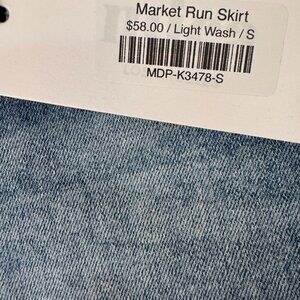 Market Run Skirt
$58.00 / Light Wash / S
MDP-K3478-S